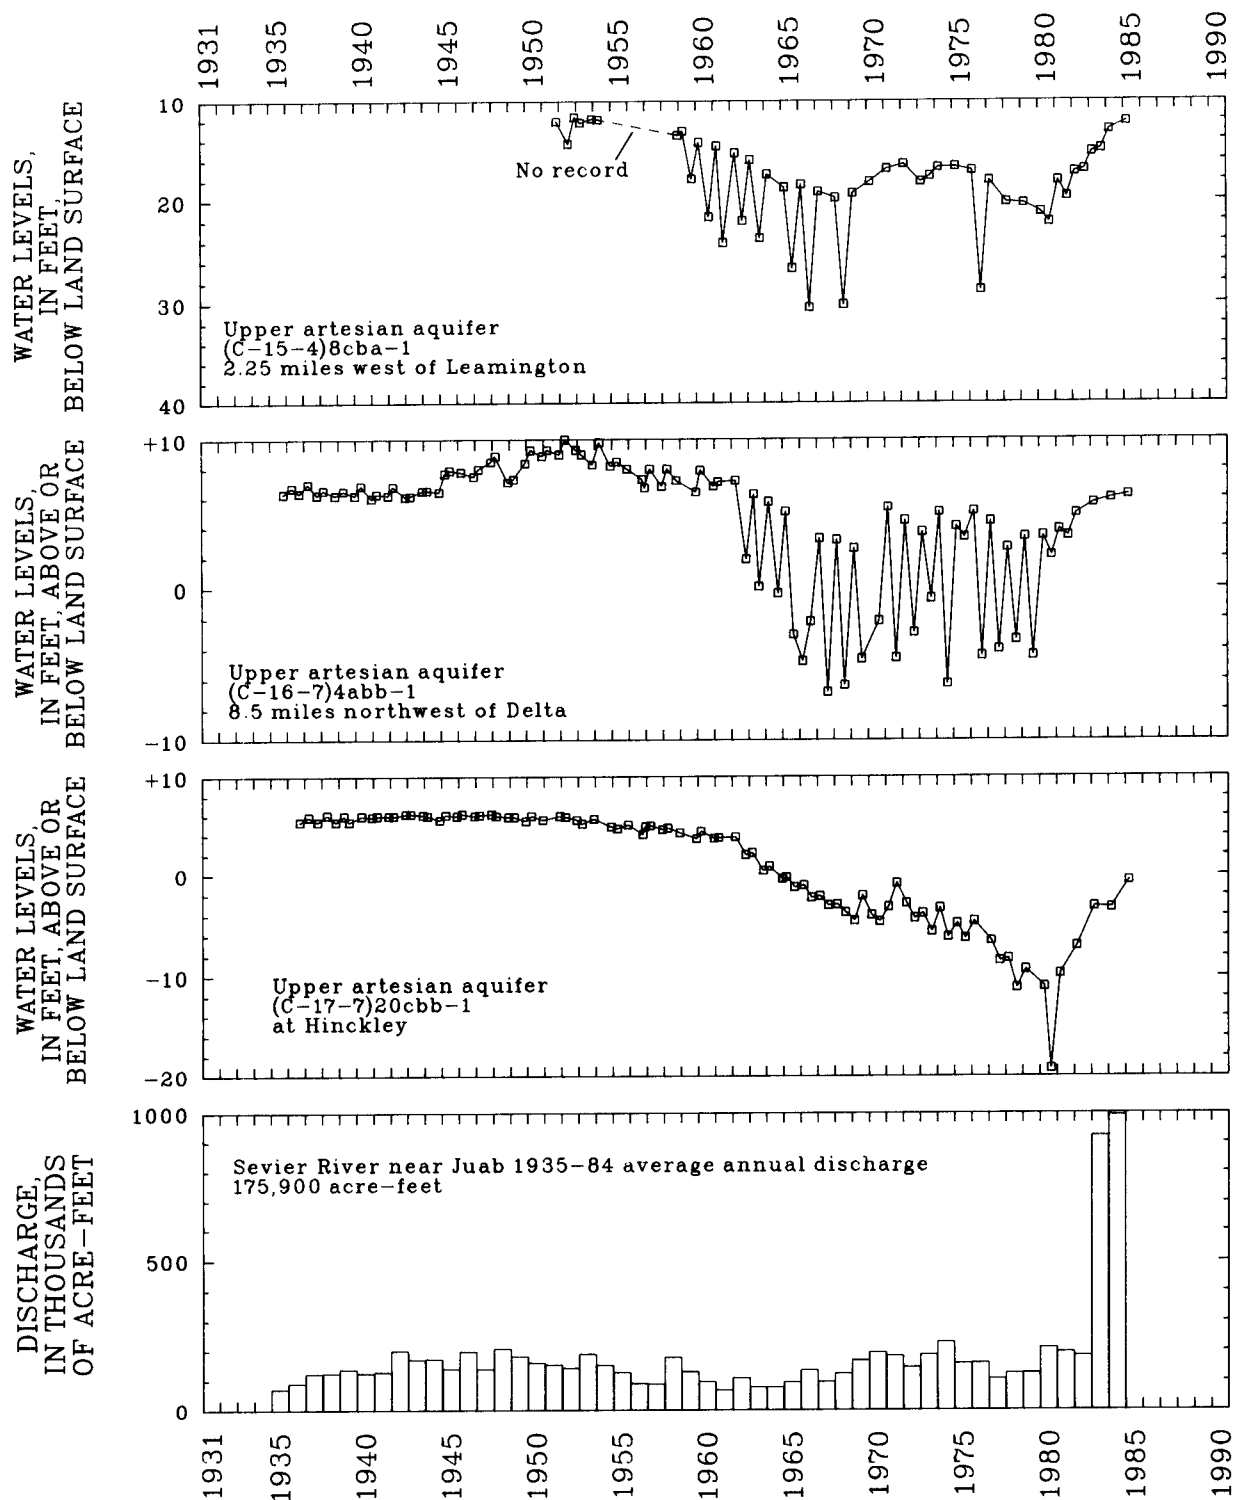 1931 1935 1940 1945 1950 1955 1960 1965 1970 1975 1980 1985 1990
WATER LEVELS,
IN FEET,
BELOW LAND SURFACE
10
20
30
40
No record
Upper artesian aquifer
(C-15-4)8cba-1
2.25 miles west of Leamington
WATER LEVELS,
IN FEET, ABOVE OR
BELOW LAND SURFACE
+10
0
-10
Upper artesian aquifer
(C-16-7)4abb-1
8.5 miles northwest of Delta
WATER LEVELS,
IN FEET, ABOVE OR
BELOW LAND SURFACE
+10
0
-10
-20
Upper artesian aquifer
(C-17-7)20cbb-1
at Hinckley
DISCHARGE,
IN THOUSANDS
OF ACRE-FEET
1000
500
0
Sevier River near Juab 1935-84 average annual discharge
175,900 acre-feet
1931 1935 1940 1945 1950 1955 1960 1965 1970 1975 1980 1985 1990